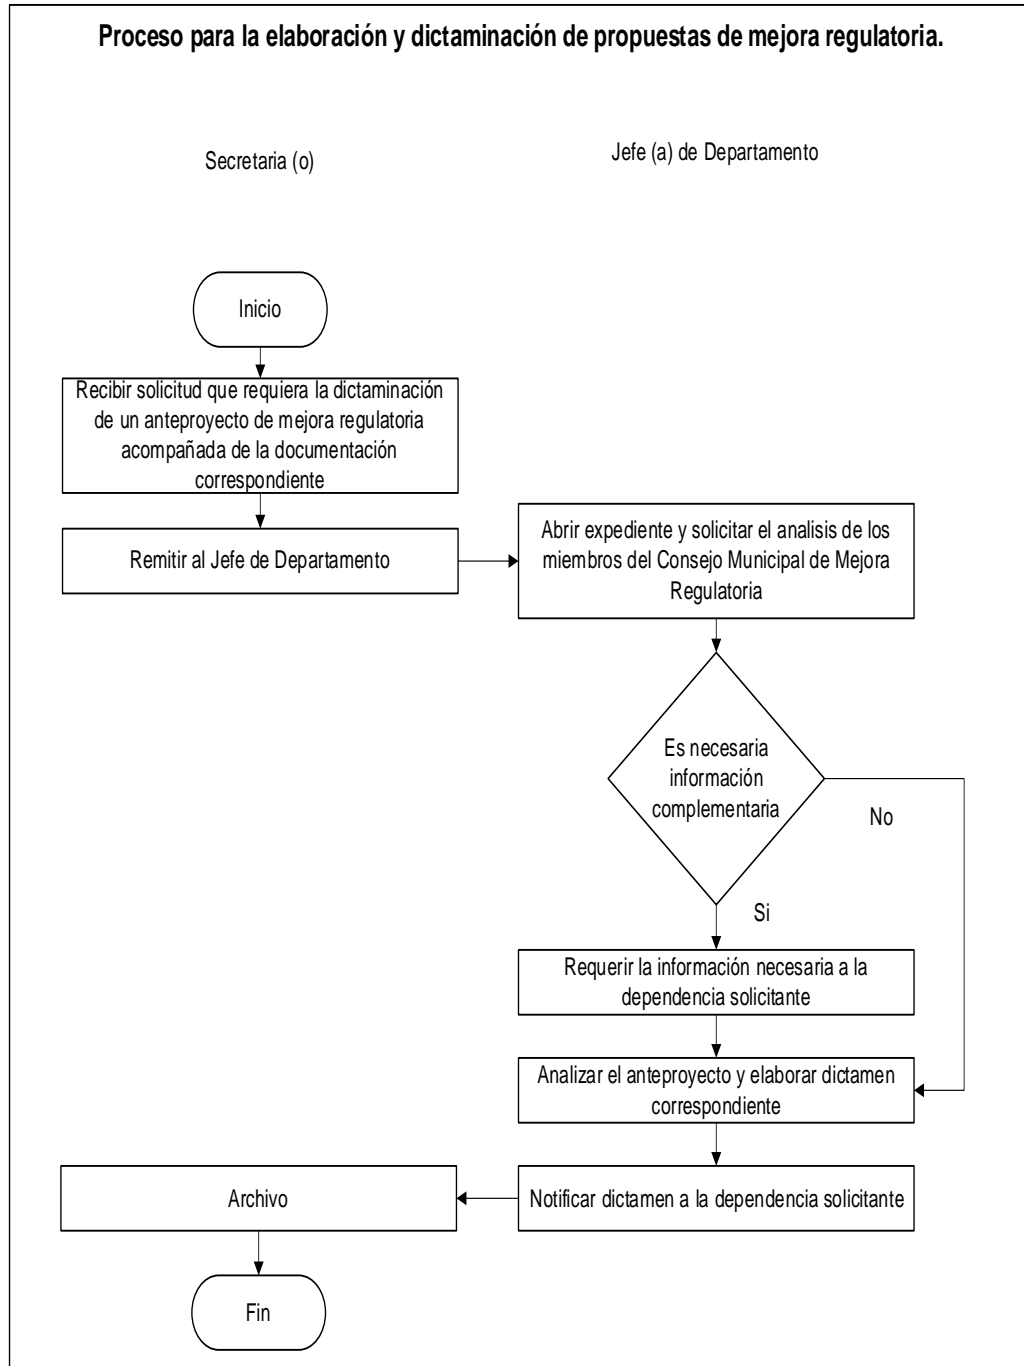 Proceso para la elaboración y dictaminación de propuestas de mejora regulatoria.
Secretaria (o)
Jefe (a) de Departamento
Inicio
Recibir solicitud que requiera la dictaminación
de un anteproyecto de mejora regulatoria
acompañada de la documentación
correspondiente
Remitir al Jefe de Departamento
Abrir expediente y solicitar el analisis de los
miembros del Consejo Municipal de Mejora
Regulatoria
Es necesaria
información
complementaria
No
Si
Requerir la información necesaria a la
dependencia solicitante
Analizar el anteproyecto y elaborar dictamen
correspondiente
Notificar dictamen a la dependencia solicitante
Archivo
Fin